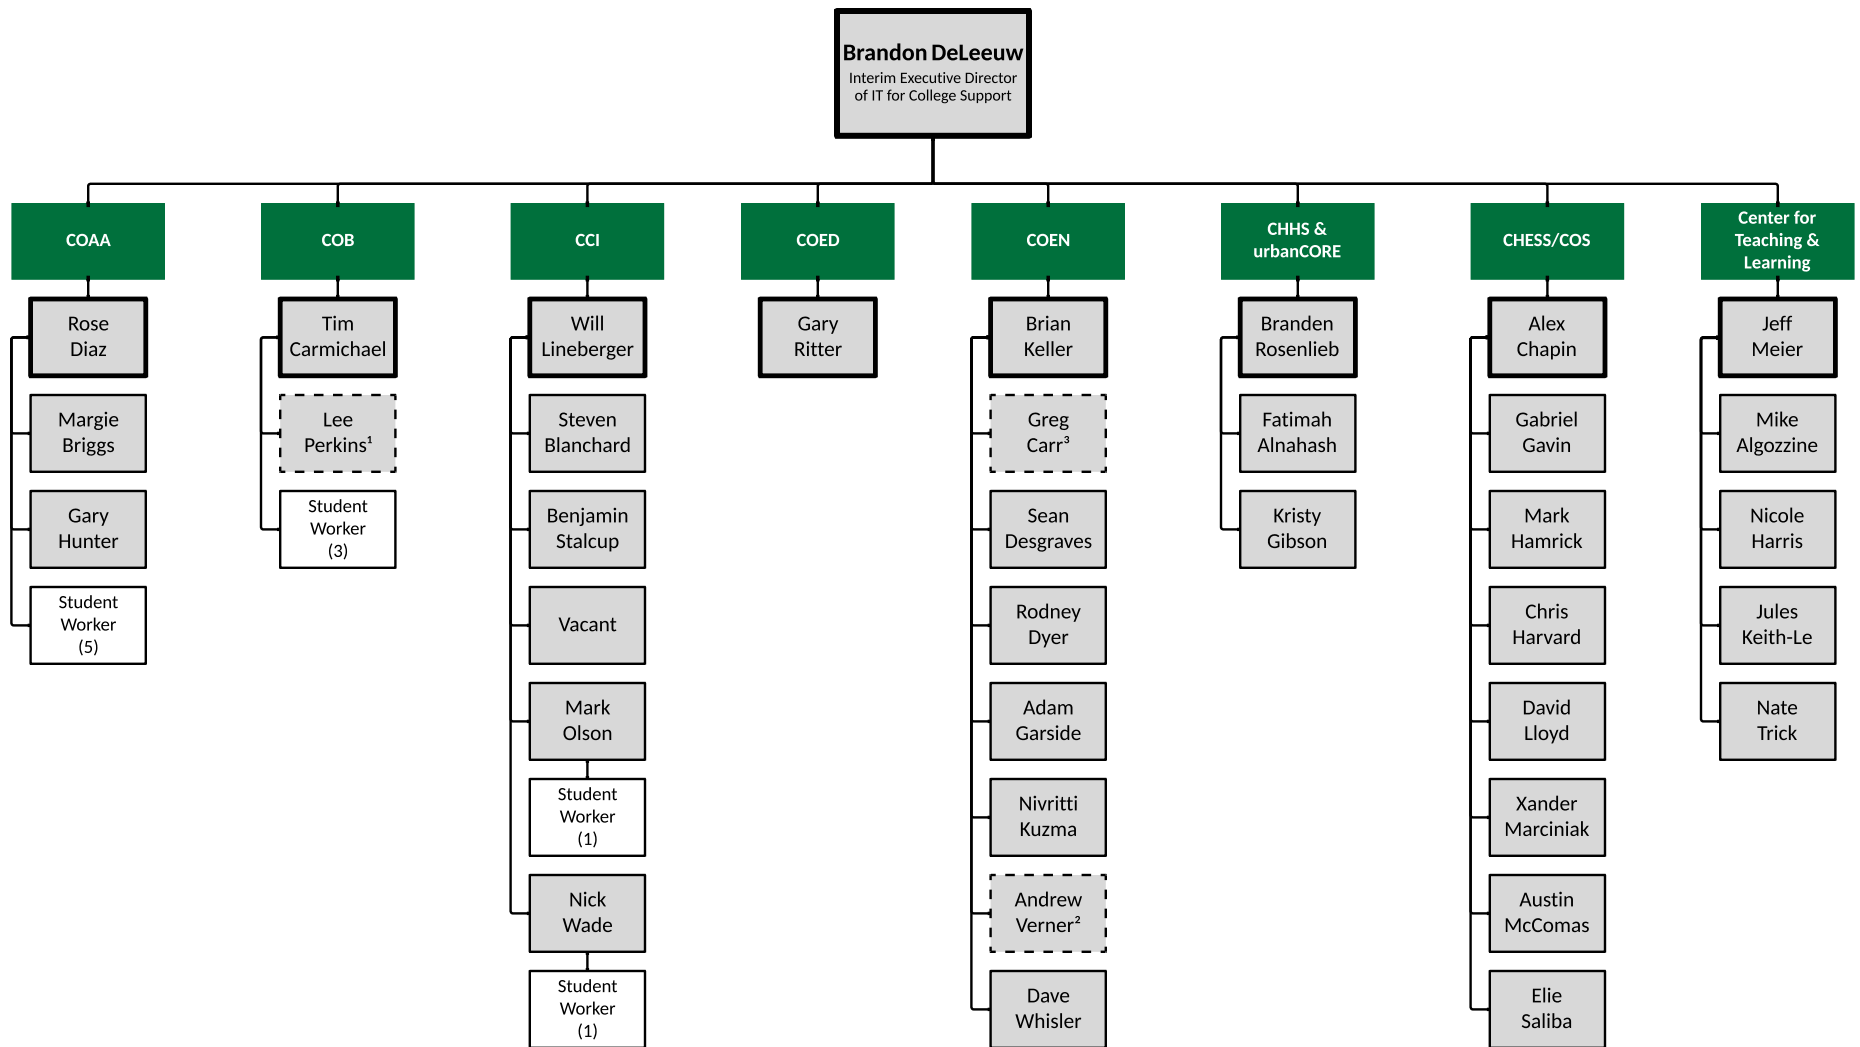 Brandon DeLeeuw
Interim Executive Director
of IT for College Support
COAA
Rose
Diaz
Margie
Briggs
Gary
Hunter
Student
Worker
(5)
COB
Tim
Carmichael
Lee
Perkins¹
Student
Worker
(3)
CCI
Will
Lineberger
Steven
Blanchard
Benjamin
Stalcup
Vacant
Mark
Olson
Student
Worker
(1)
Nick
Wade
Student
Worker
(1)
COED
Gary
Ritter
COEN
Brian
Keller
Greg
Carr³
Sean
Desgraves
Rodney
Dyer
Adam
Garside
Nivritti
Kuzma
Andrew
Verner²
Dave
Whisler
CHHS &
urbanCORE
Branden
Rosenlieb
Fatimah
Alnahash
Kristy
Gibson
CHESS/COS
Alex
Chapin
Gabriel
Gavin
Mark
Hamrick
Chris
Harvard
David
Lloyd
Xander
Marciniak
Austin
McComas
Elie
Saliba
Center for
Teaching &
Learning
Jeff
Meier
Mike
Algozzine
Nicole
Harris
Jules
Keith-Le
Nate
Trick